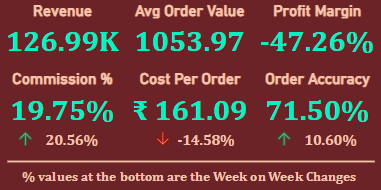 Revenue Avg Order Value Profit Margin
126.99K 1053.97 -47.26%
Commission % Cost Per Order Order Accuracy
19.75% ₹ 161.09 71.50%
↑ 20.56% ↓ -14.58% ↑ 10.60%
% values at the bottom are the Week on Week Changes